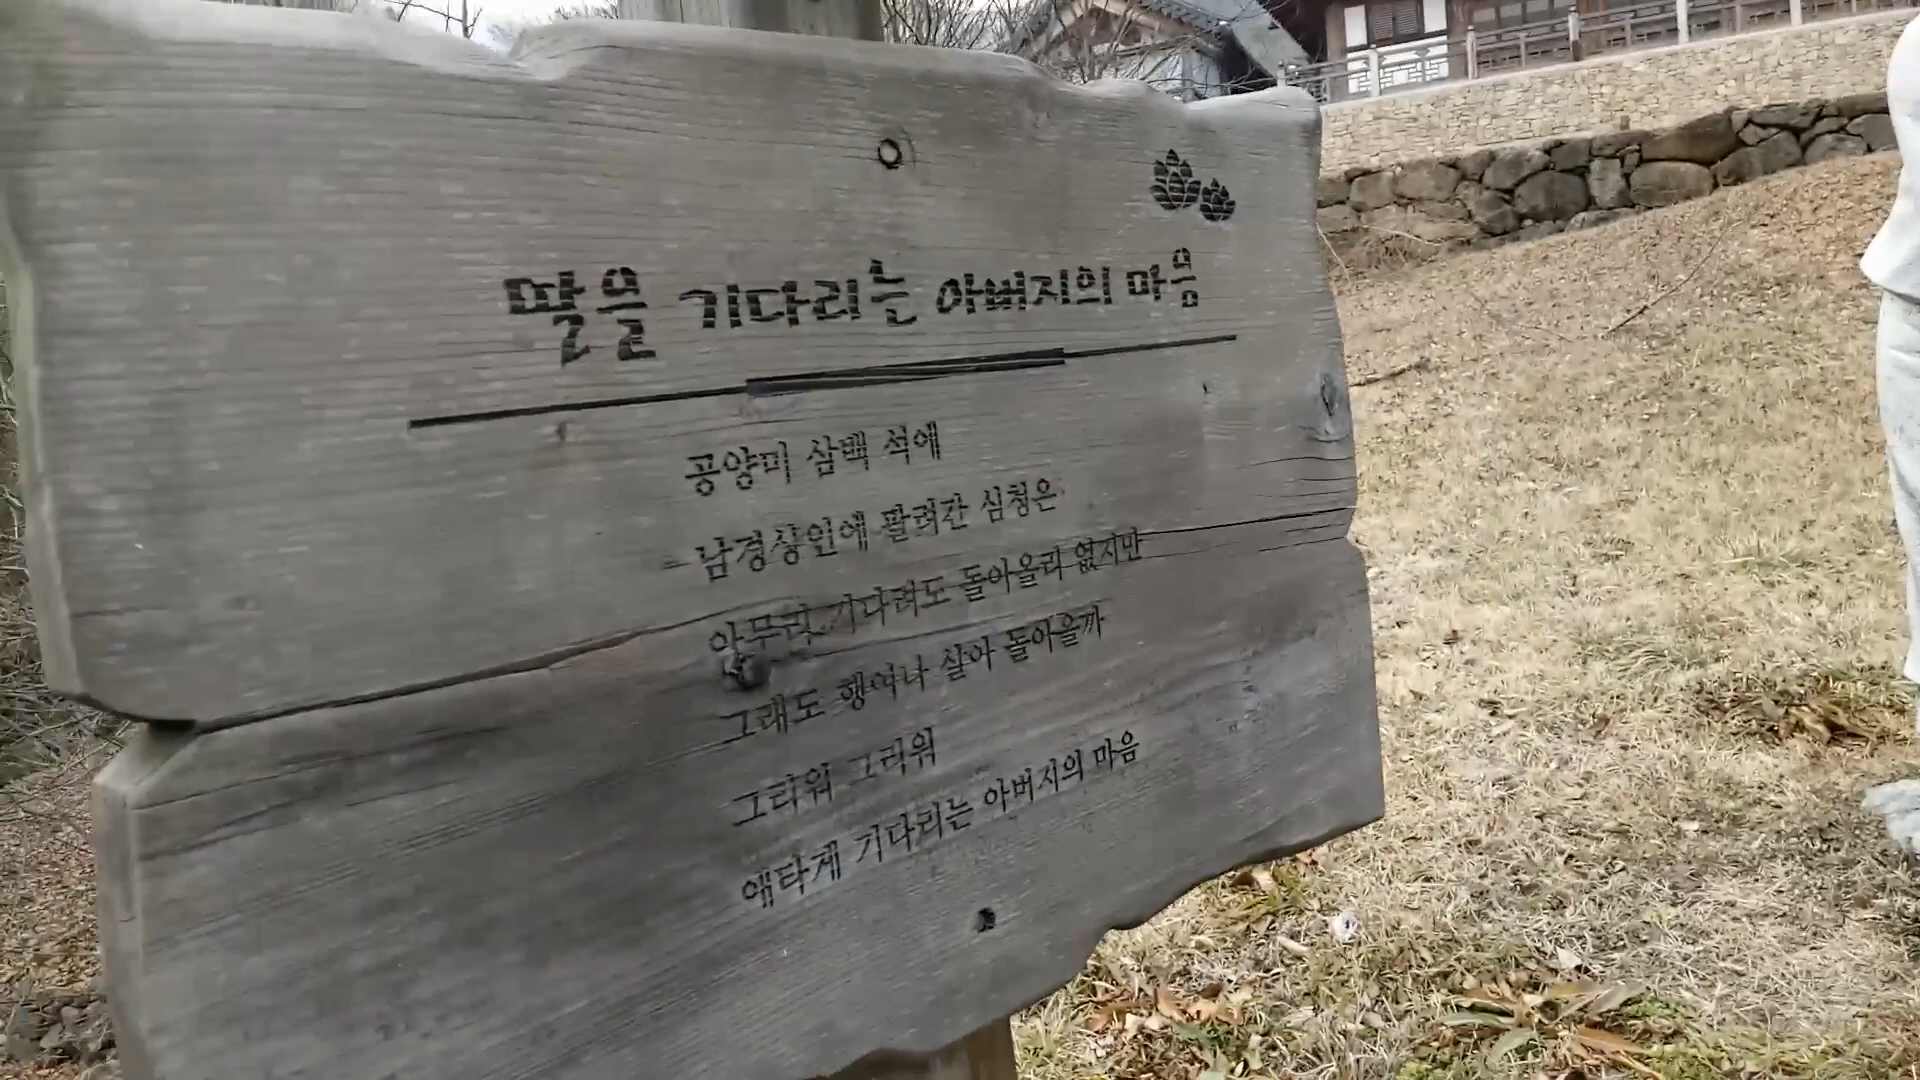 딸을 기다리는 아버지의 마음
공양미 삼백 석에
남경상인에 팔려간 심청은
아무리 기다려도 돌아올리 없지만
그래도 행여나 살아 돌아올까
그리워 그리워
애타게 기다리는 아버지의 마음